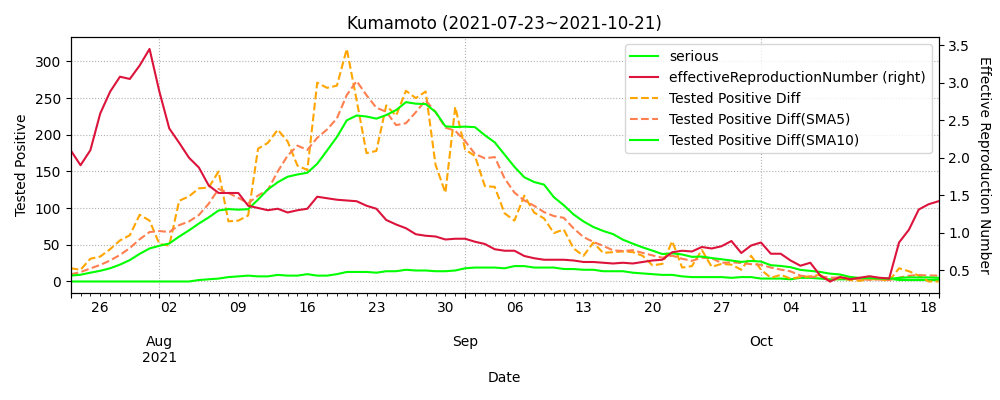 Kumamoto (2021-07-23~2021-10-21)
Tested Positive
300
250
200
150
100
50
0
3.5
3.0
2.5
2.0
1.5
1.0
0.5
Effective Reproduction Number
serious
effectiveReproductionNumber (right)
Tested Positive Diff
Tested Positive Diff(SMA5)
Tested Positive Diff(SMA10)
26 02 09 16 23 30 06 13 20 27 04 11 18
Aug Sep Oct
2021
Date